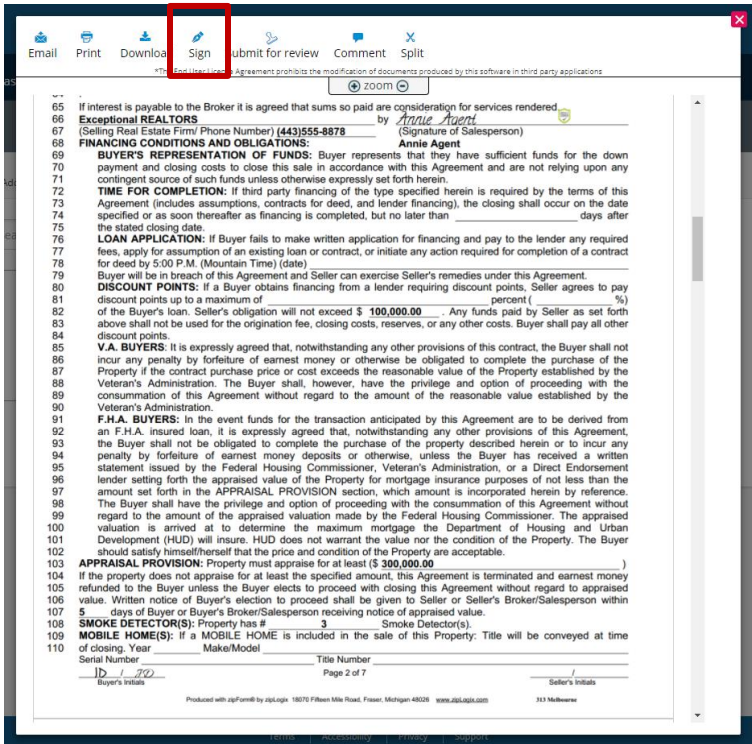 Email Print Download Sign ubmit for review Comment Split
*The End User License Agreement prohibits the modification of documents produced by this software in third party applications
zoom
65 If interest is payable to the Broker it is agreed that sums so paid are consideration for services rendered.
66 Exceptional REALTORS by Annie Agent
67 (Selling Real Estate Firm/ Phone Number) (443)555-8878 (Signature of Salesperson)
68 FINANCING CONDITIONS AND OBLIGATIONS: Annie Agent
69 BUYER'S REPRESENTATION OF FUNDS: Buyer represents that they have sufficient funds for the down
70 payment and closing costs to close this sale in accordance with this Agreement and are not relying upon any
71 contingent source of such funds unless otherwise expressly set forth herein.
72 TIME FOR COMPLETION: If third party financing of the type specified herein is required by the terms of this
73 Agreement (includes assumptions, contracts for deed, and lender financing), the closing shall occur on the date
74 specified or as soon thereafter as financing is completed, but no later than ____ days after
75 the stated closing date.
76 LOAN APPLICATION: If Buyer fails to make written application for financing and pay to the lender any required
77 fees, apply for assumption of an existing loan or contract, or initiate any action required for completion of a contract
78 for deed by 5:00 P.M. (Mountain Time) (date) ____
79 Buyer will be in breach of this Agreement and Seller can exercise Seller's remedies under this Agreement.
80 DISCOUNT POINTS: If a Buyer obtains financing from a lender requiring discount points, Seller agrees to pay
81 discount points up to a maximum of ____ percent ( ____ %)
82 of the Buyer's loan. Seller's obligation will not exceed $ 100,000.00 . Any funds paid by Seller as set forth
83 above shall not be used for the origination fee, closing costs, reserves, or any other costs. Buyer shall pay all other
84 discount points.
85 V.A. BUYERS: It is expressly agreed that, notwithstanding any other provisions of this contract, the Buyer shall not
86 incur any penalty by forfeiture of earnest money or otherwise be obligated to complete the purchase of the
87 Property if the contract purchase price or cost exceeds the reasonable value of the Property established by the
88 Veteran's Administration. The Buyer shall, however, have the privilege and option of proceeding with the
89 consummation of this Agreement without regard to the amount of the reasonable value established by the
90 Veteran's Administration.
91 F.H.A. BUYERS: In the event funds for the transaction anticipated by this Agreement are to be derived from
92 an F.H.A. insured loan, it is expressly agreed that, notwithstanding any other provisions of this Agreement,
93 the Buyer shall not be obligated to complete the purchase of the property described herein or to incur any
94 penalty by forfeiture of earnest money deposits or otherwise, unless the Buyer has received a written
95 statement issued by the Federal Housing Commissioner, Veteran's Administration, or a Direct Endorsement
96 lender setting forth the appraised value of the Property for mortgage insurance purposes of not less than the
97 amount set forth in the APPRAISAL PROVISION section, which amount is incorporated herein by reference.
98 The Buyer shall have the privilege and option of proceeding with the consummation of this Agreement without
99 regard to the amount of the appraised valuation made by the Federal Housing Commissioner. The appraised
100 valuation is arrived at to determine the maximum mortgage the Department of Housing and Urban
101 Development (HUD) will insure. HUD does not warrant the value nor the condition of the Property. The Buyer
102 should satisfy himself/herself that the price and condition of the Property are acceptable.
103 APPRAISAL PROVISION: Property must appraise for at least ($ 300,000.00 )
104 If the property does not appraise for at least the specified amount, this Agreement is terminated and earnest money
105 refunded to the Buyer unless the Buyer elects to proceed with closing this Agreement without regard to appraised
106 value. Written notice of Buyer's election to proceed shall be given to Seller or Seller's Broker/Salesperson within
107 5 days of Buyer or Buyer's Broker/Salesperson receiving notice of appraised value.
108 SMOKE DETECTOR(S): Property has # 3 Smoke Detector(s).
109 MOBILE HOME(S): If a MOBILE HOME is included in the sale of this Property: Title will be conveyed at time
110 of closing. Year ____ Make/Model ____
Serial Number ____ Title Number ____
JD / JD Page 2 of 7 /
Buyer's Initials Seller's Initials
Produced with zipForm® by zipLogix 18070 Fifteen Mile Road, Fraser, Michigan 48026 www.zipLogix.com 313 Melbourne
Terms Accessibility Privacy Support